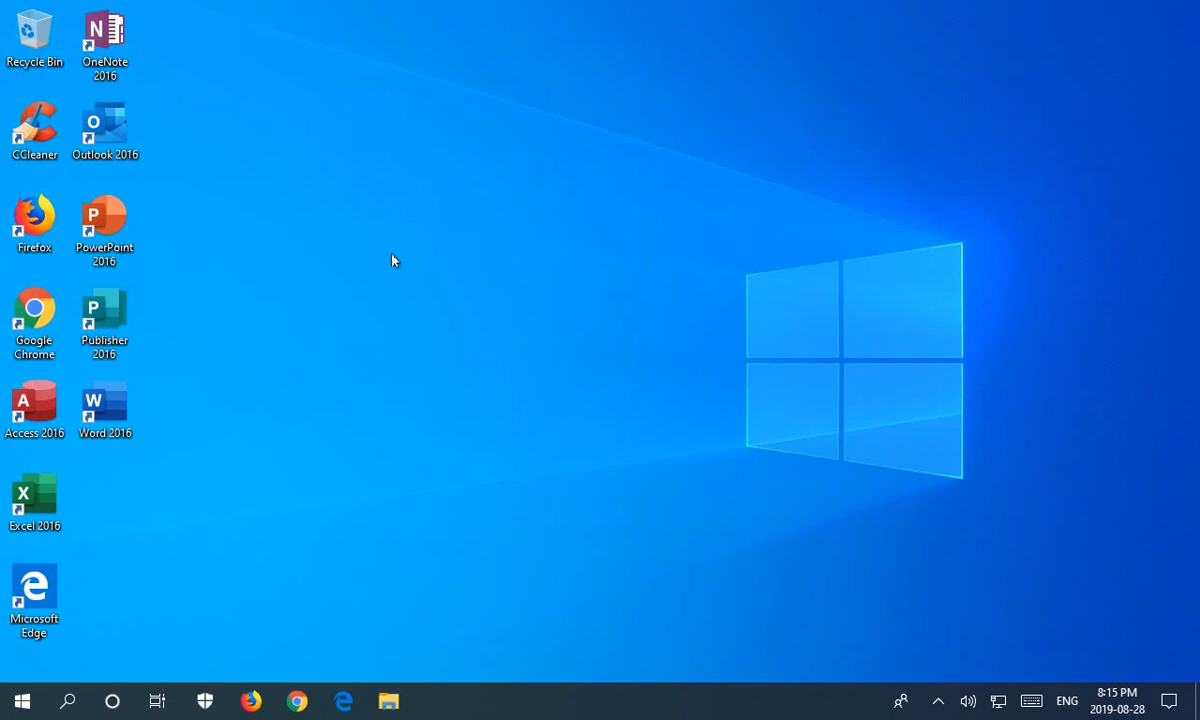 Recycle Bin
OneNote
2016
CCleaner
Outlook 2016
Firefox
PowerPoint
2016
Google
Chrome
Publisher
2016
Access 2016
Word 2016
Excel 2016
Microsoft
Edge
ENG
8:15 PM
2019-08-28